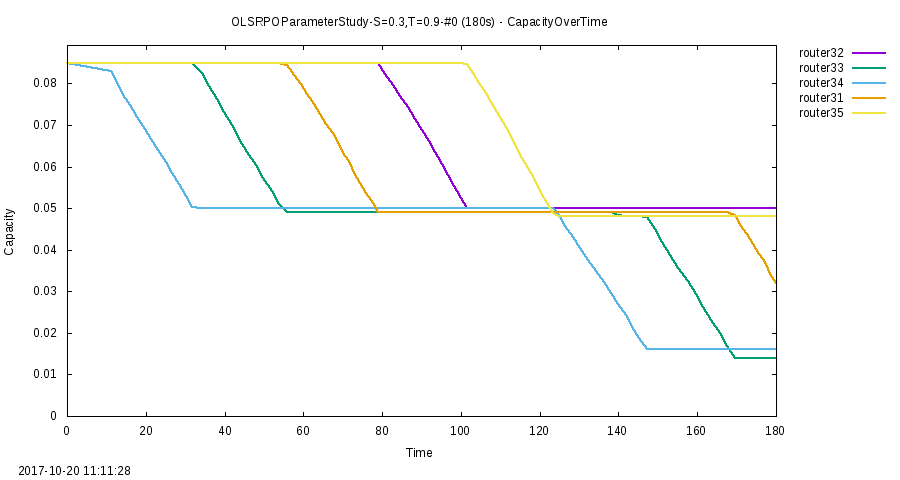 OLSRPOParameterStudy-S=0.3,T=0.9-#0 (180s) - CapacityOverTime
router32
router33
router34
router31
router35
0.08
0.07
0.06
0.05
0.04
0.03
0.02
0.01
0
Capacity
0 20 40 60 80 100 120 140 160 180
Time
2017-10-20 11:11:28